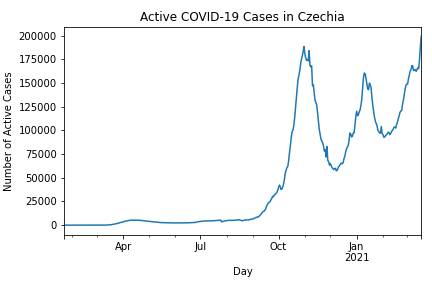 Active COVID-19 Cases in Czechia
200000
175000
150000
125000
100000
75000
50000
25000
0
Number of Active Cases
Apr
Jul
Oct
Jan
2021
Day